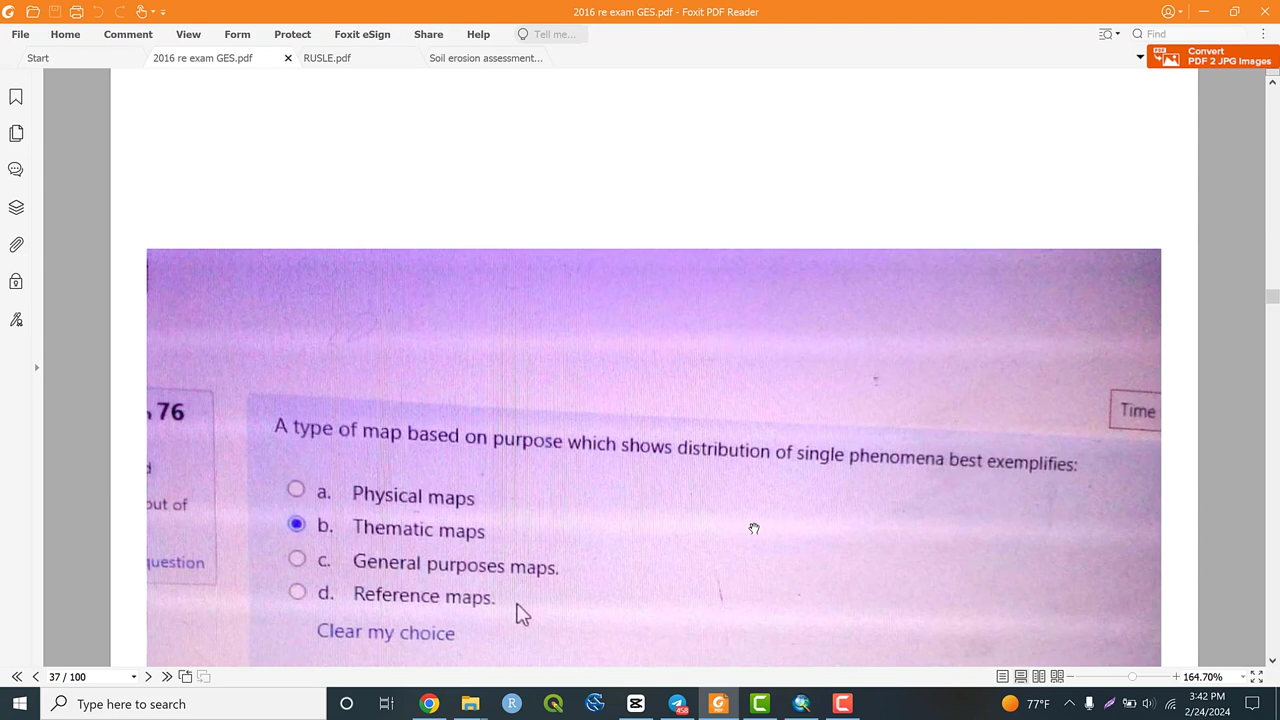 2016 re exam GES.pdf - Foxit PDF Reader
File Home Comment View Form Protect Foxit eSign Share Help Tell me... Find
Start 2016 re exam GES.pdf RUSLE.pdf Soil erosion assessment... Convert
PDF 2 JPG Images
76
Time
A type of map based on purpose which shows distribution of single phenomena best exemplifies:
a. Physical maps
out of
b. Thematic maps
question
c. General purposes maps.
d. Reference maps.
Clear my choice
37 / 100 164.70%
Type here to search 458 77°F 3:42 PM
2/24/2024